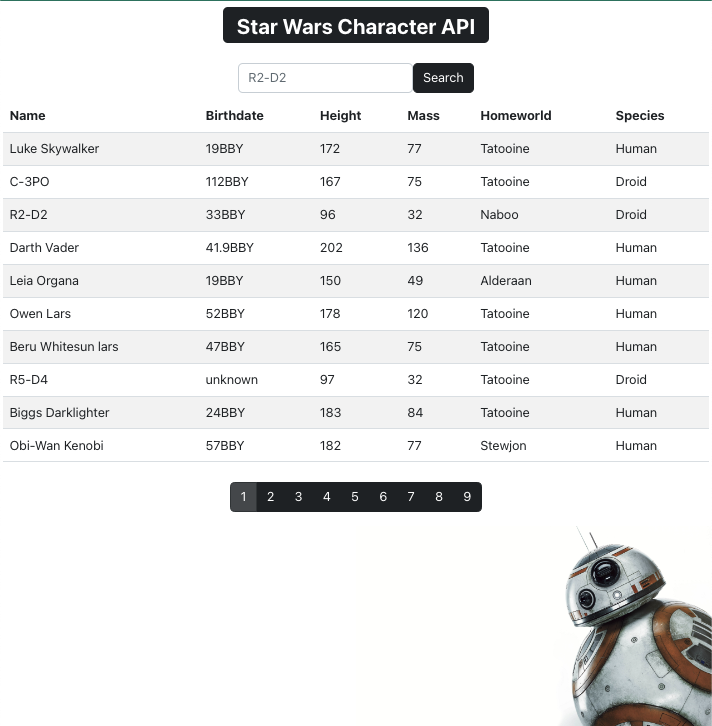 Star Wars Character API
R2-D2 Search
Name Birthdate Height Mass Homeworld Species
Luke Skywalker 19BBY 172 77 Tatooine Human
C-3PO 112BBY 167 75 Tatooine Droid
R2-D2 33BBY 96 32 Naboo Droid
Darth Vader 41.9BBY 202 136 Tatooine Human
Leia Organa 19BBY 150 49 Alderaan Human
Owen Lars 52BBY 178 120 Tatooine Human
Beru Whitesun lars 47BBY 165 75 Tatooine Human
R5-D4 unknown 97 32 Tatooine Droid
Biggs Darklighter 24BBY 183 84 Tatooine Human
Obi-Wan Kenobi 57BBY 182 77 Stewjon Human
1 2 3 4 5 6 7 8 9